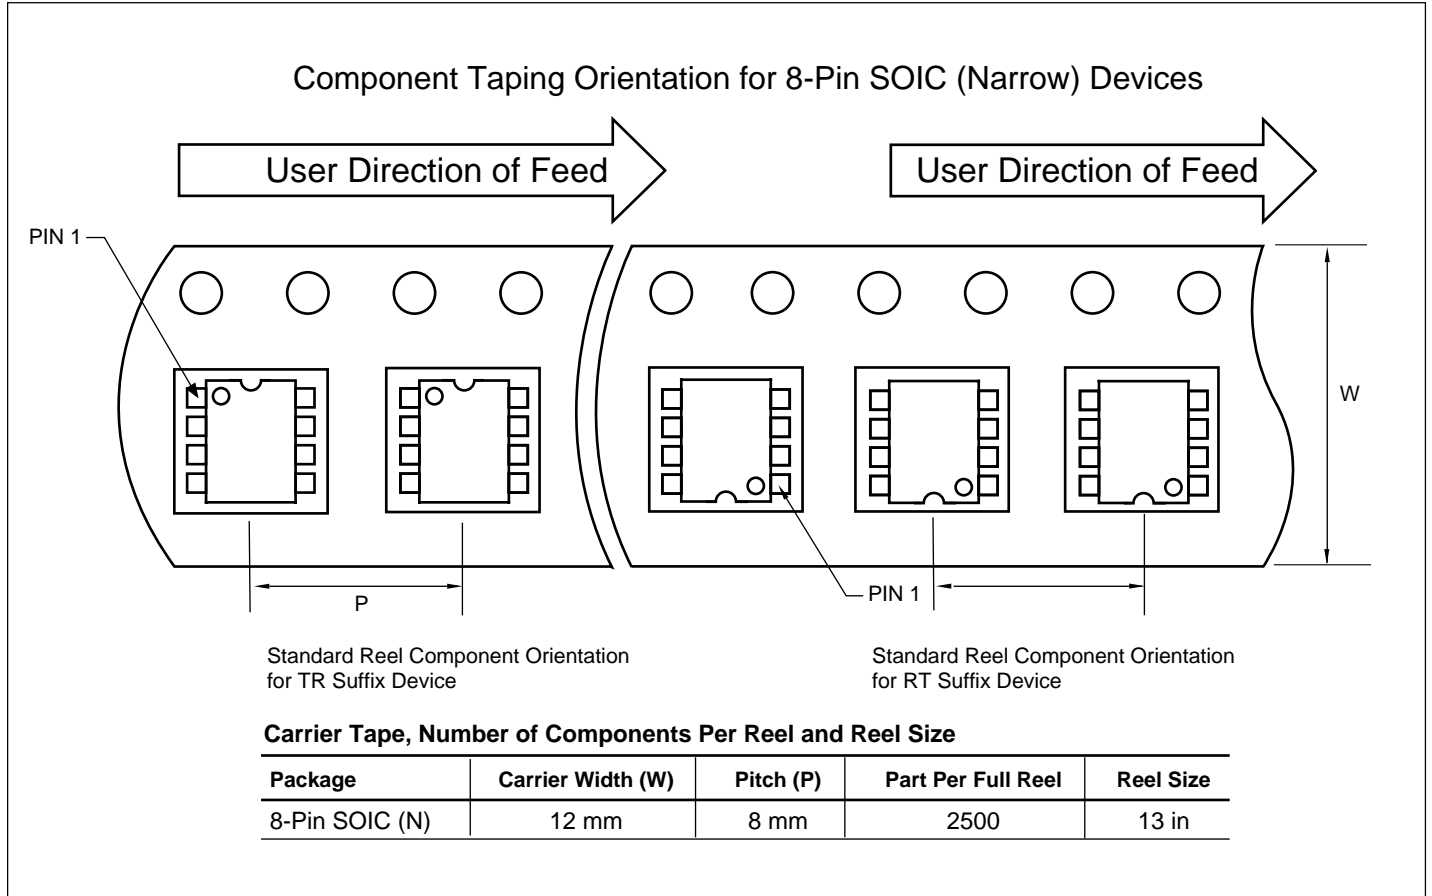 Component Taping Orientation for 8-Pin SOIC (Narrow) Devices
User Direction of Feed
User Direction of Feed
PIN 1
W
P
PIN 1
Standard Reel Component Orientation
for TR Suffix Device
Standard Reel Component Orientation
for RT Suffix Device
Carrier Tape, Number of Components Per Reel and Reel Size
Package Carrier Width (W) Pitch (P) Part Per Full Reel Reel Size
8-Pin SOIC (N) 12 mm 8 mm 2500 13 in